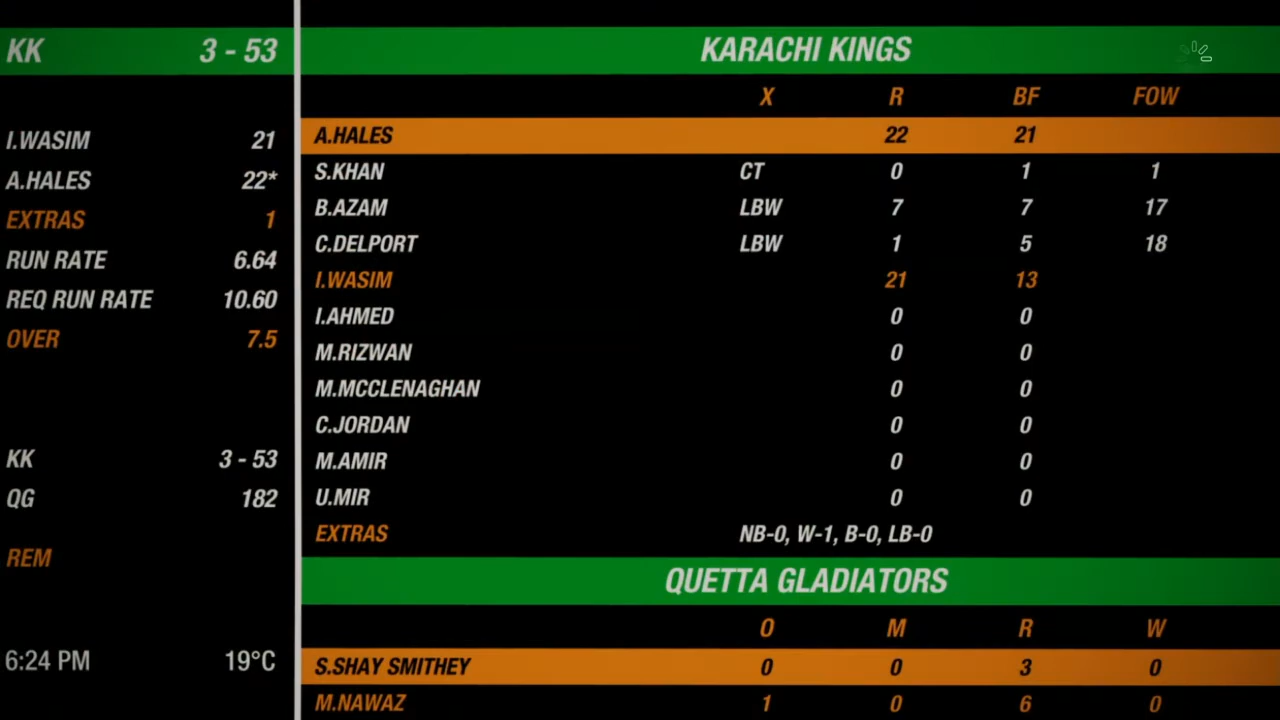 KK 3 - 53
I.WASIM 21
A.HALES 22*
EXTRAS 1
RUN RATE 6.64
REQ RUN RATE 10.60
OVER 7.5
KK 3 - 53
QG 182
REM
6:24 PM 19°C
KARACHI KINGS
X R BF FOW
A.HALES 22 21
S.KHAN CT 0 1 1
B.AZAM LBW 7 7 17
C.DELPORT LBW 1 5 18
I.WASIM 21 13
I.AHMED 0 0
M.RIZWAN 0 0
M.MCCLENAGHAN 0 0
C.JORDAN 0 0
M.AMIR 0 0
U.MIR 0 0
EXTRAS NB-0, W-1, B-0, LB-0
QUETTA GLADIATORS
O M R W
S.SHAY SMITHEY 0 0 3 0
M.NAWAZ 1 0 6 0